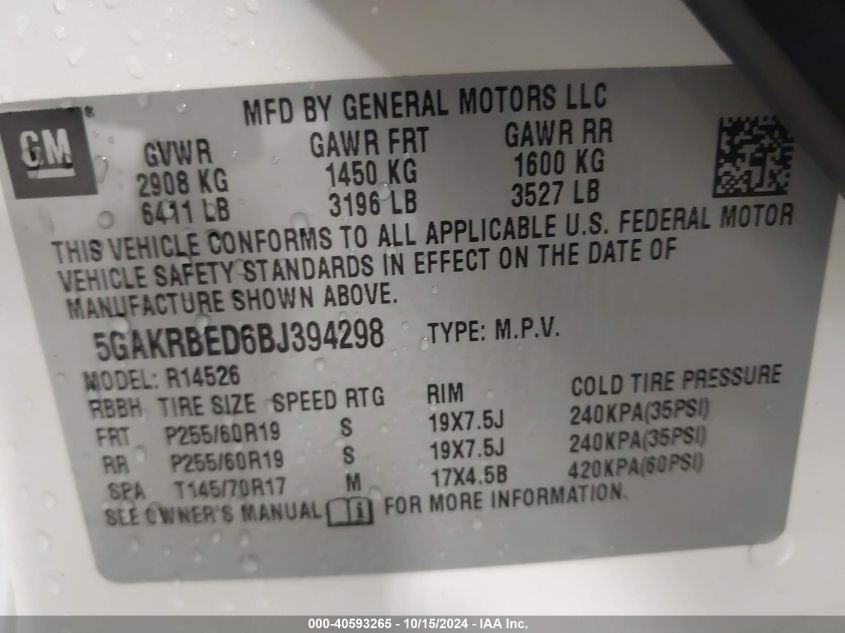 MFD BY GENERAL MOTORS LLC
GM®
GVWR GAWR FRT GAWR RR
2908 KG 1450 KG 1600 KG
6411 LB 3196 LB 3527 LB
THIS VEHICLE CONFORMS TO ALL APPLICABLE U.S. FEDERAL MOTOR
VEHICLE SAFETY STANDARDS IN EFFECT ON THE DATE OF
MANUFACTURE SHOWN ABOVE.
5GAKRBED6BJ394298 TYPE: M.P.V.
MODEL: R14526
RBBH TIRE SIZE SPEED RTG RIM COLD TIRE PRESSURE
FRT P255/60R19 S 19X7.5J 240KPA(35PSI)
RR P255/60R19 S 19X7.5J 240KPA(35PSI)
SPA T145/70R17 M 17X4.5B 420KPA(60PSI)
SEE OWNER'S MANUAL i FOR MORE INFORMATION.
000-40593265 - 10/15/2024 - IAA Inc.